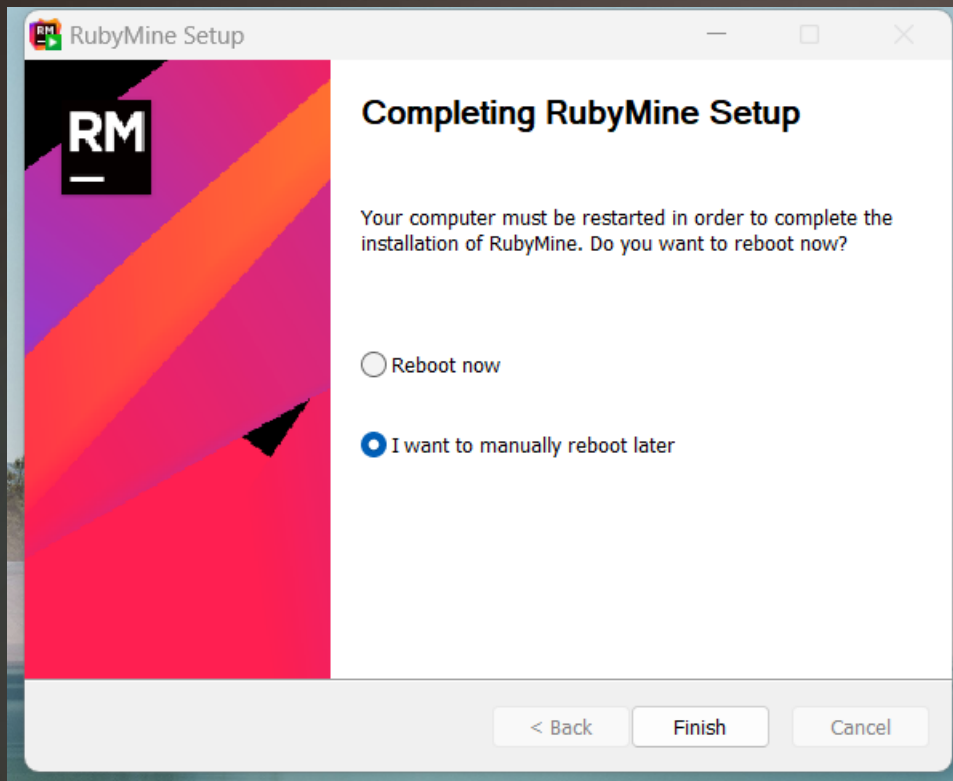 RubyMine Setup
RM
Completing RubyMine Setup
Your computer must be restarted in order to complete the
installation of RubyMine. Do you want to reboot now?
Reboot now
I want to manually reboot later
< Back
Finish
Cancel